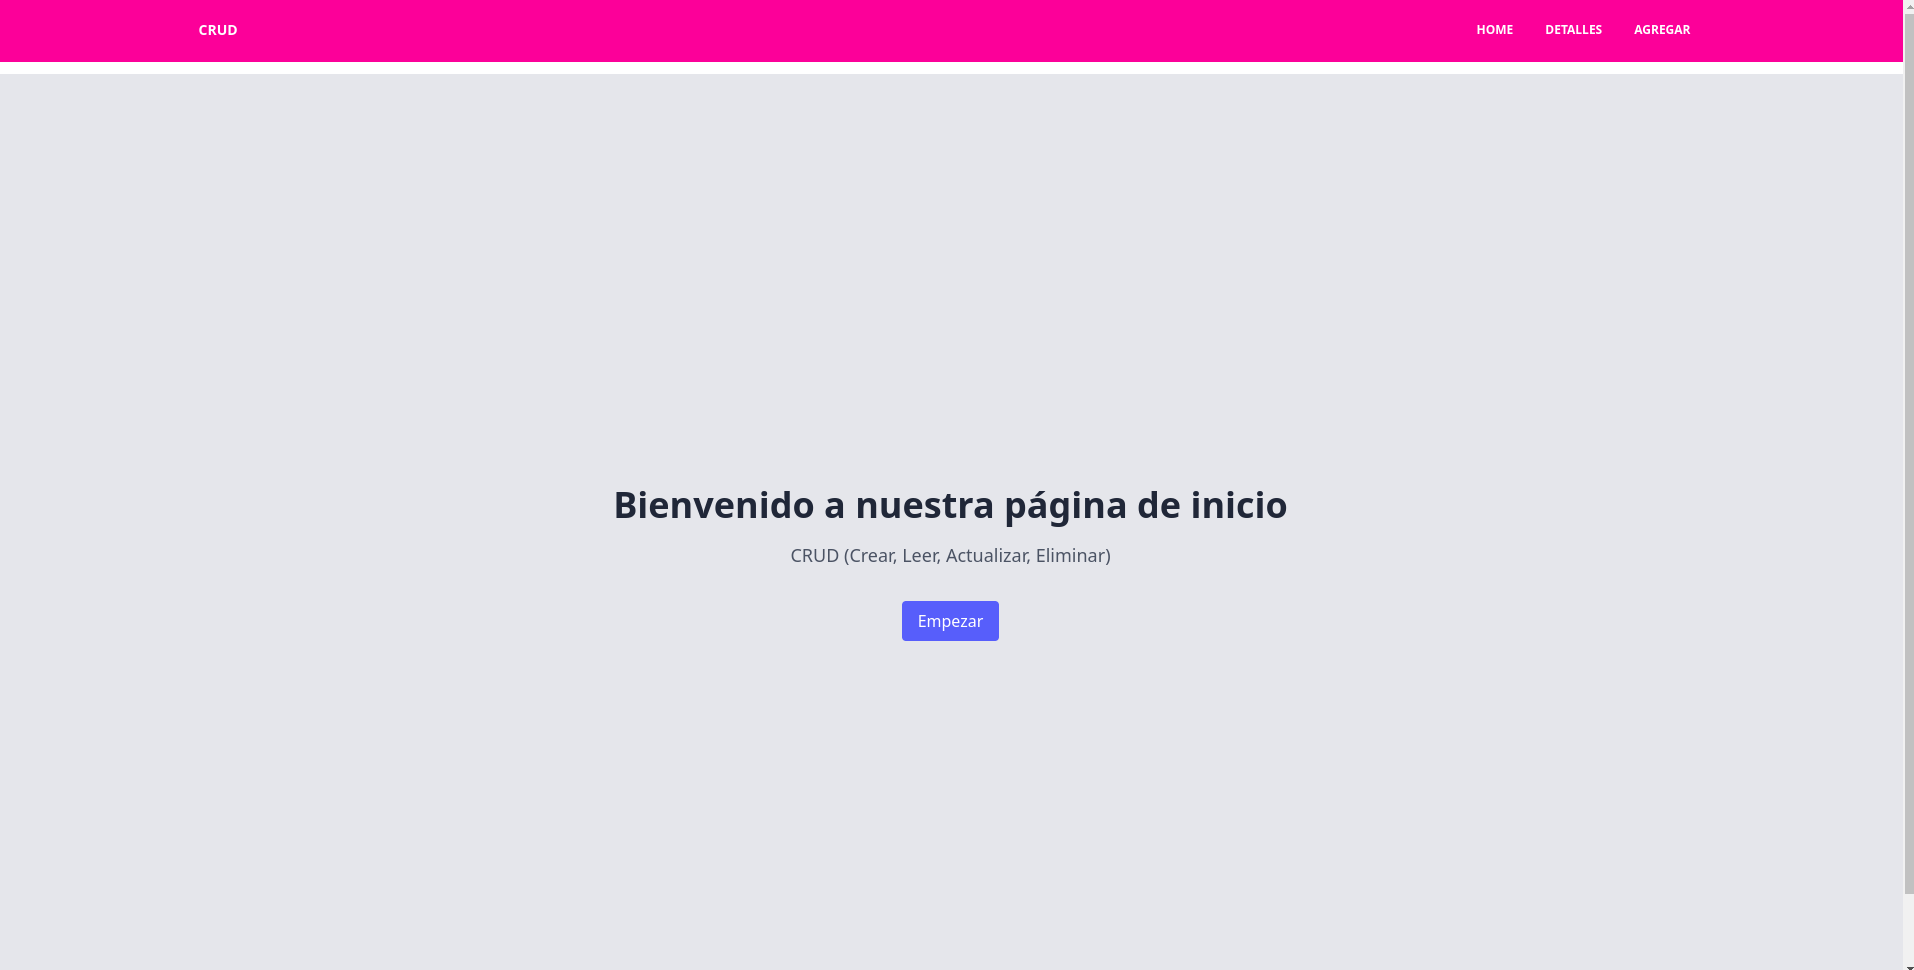 CRUD
HOME DETALLES AGREGAR
Bienvenido a nuestra página de inicio
CRUD (Crear, Leer, Actualizar, Eliminar)
Empezar